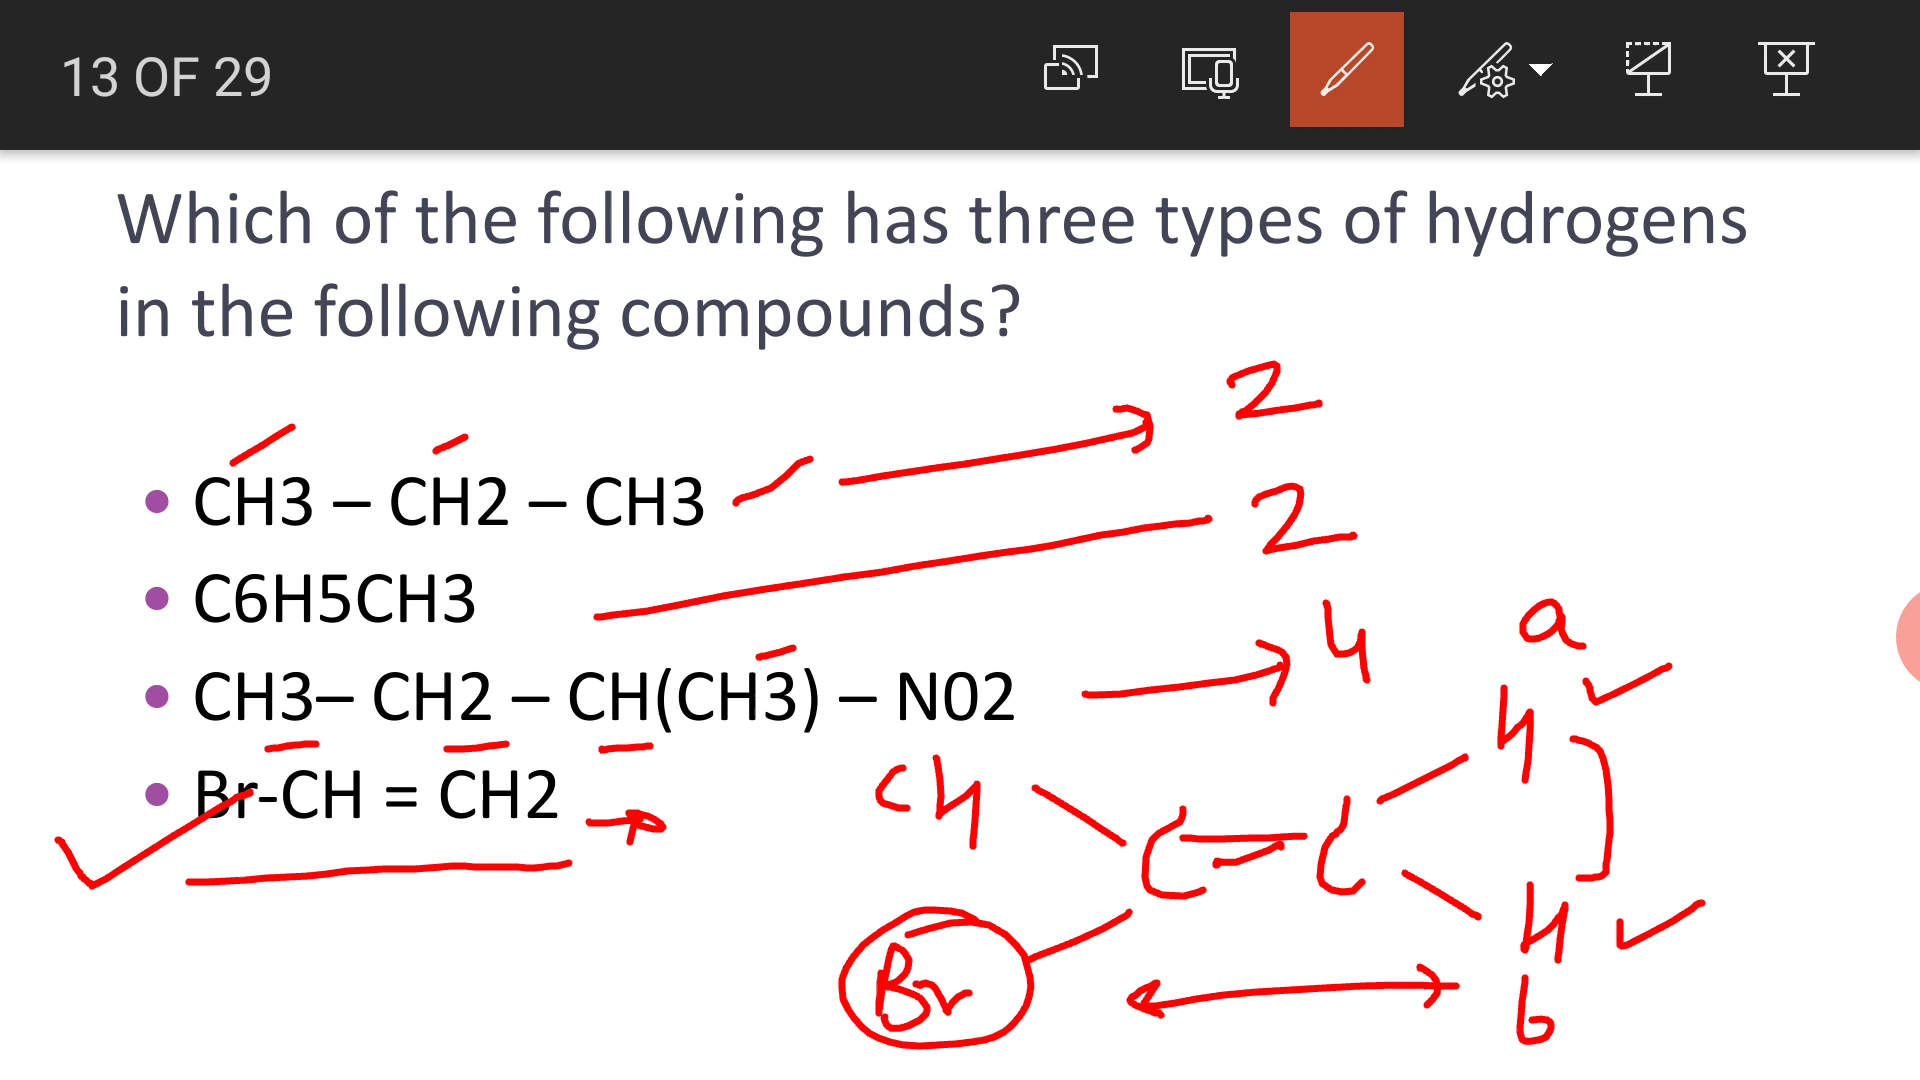 13 OF 29
Which of the following has three types of hydrogens
in the following compounds?
2
• CH3 – CH2 – CH3
2
• C6H5CH3
4
a
• CH3– CH2 – CH(CH3) – N02
H
• Br-CH = CH2
CH
C = C
H
Br
b